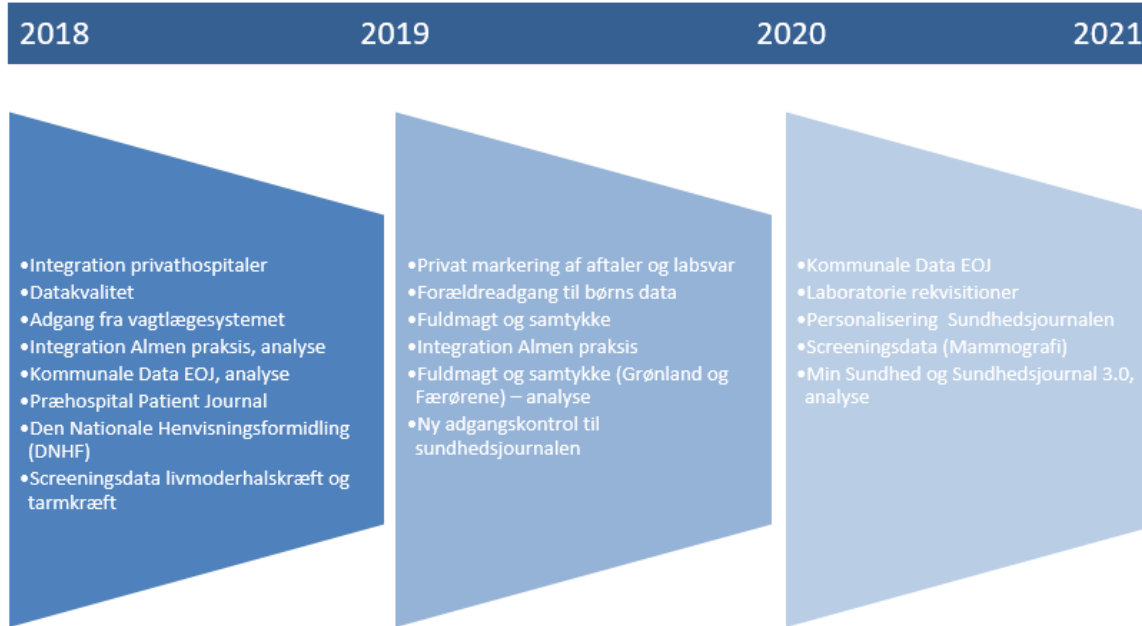 2018 2019 2020 2021
•Integration privathospitaler
•Datakvalitet
•Adgang fra vagtlægesystemet
•Integration Almen praksis, analyse
•Kommunale Data EOJ, analyse
•Præhospital Patient Journal
•Den Nationale Henvisningsformidling
(DNHF)
•Screeningsdata livmoderhalskræft og
tarmkræft
•Privat markering af aftaler og labsvar
•Forældreadgang til børns data
•Fuldmagt og samtykke
•Integration Almen praksis
•Fuldmagt og samtykke (Grønland og
Færørene) – analyse
•Ny adgangskontrol til
sundhedsjournalen
•Kommunale Data EOJ
•Laboratorie rekvisitioner
•Personalisering Sundhedsjournalen
•Screeningsdata (Mammografi)
•Min Sundhed og Sundhedsjournal 3.0,
analyse